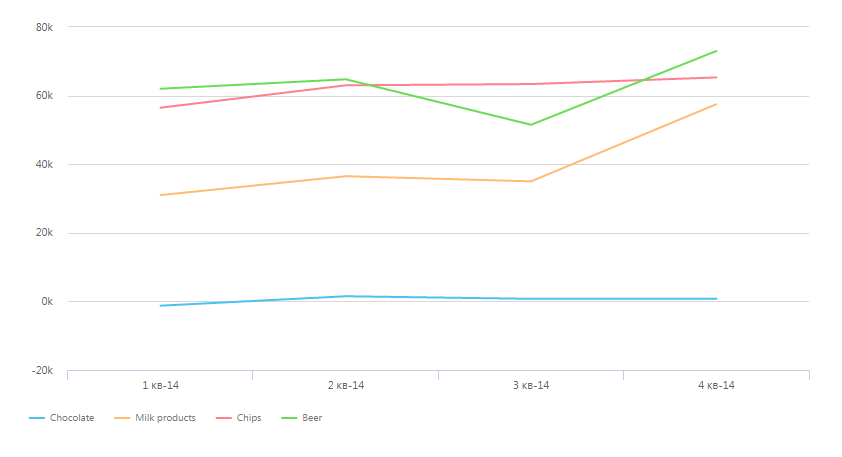 80k
60k
40k
20k
0k
-20k
1 кв-14 2 кв-14 3 кв-14 4 кв-14
Chocolate Milk products Chips Beer